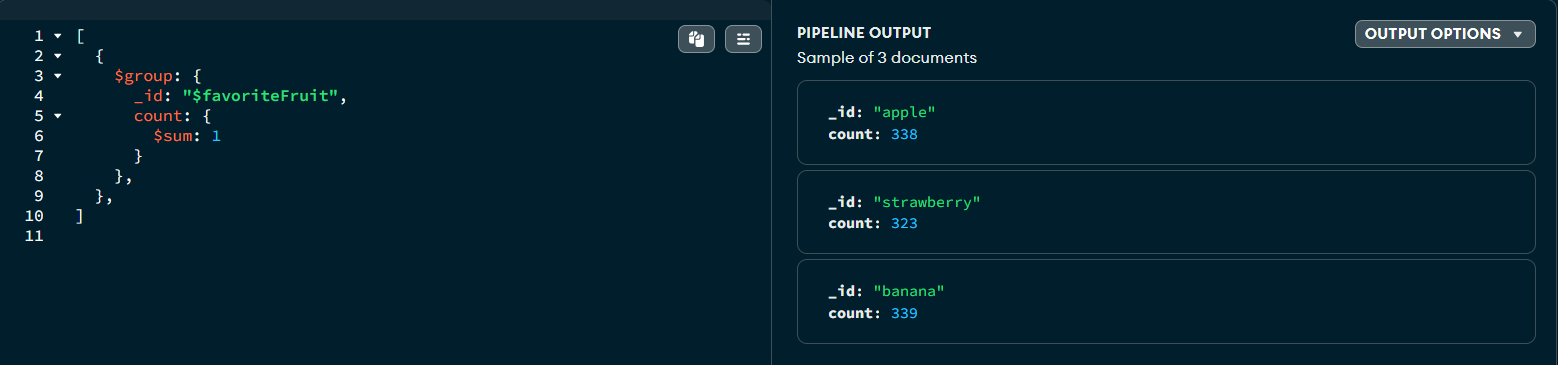 1 [
2 {
3 $group: {
4 _id: "$favoriteFruit",
5 count: {
6 $sum: 1
7 }
8 },
9 },
10 ]
11
PIPELINE OUTPUT
OUTPUT OPTIONS
Sample of 3 documents
_id: "apple"
count: 338
_id: "strawberry"
count: 323
_id: "banana"
count: 339